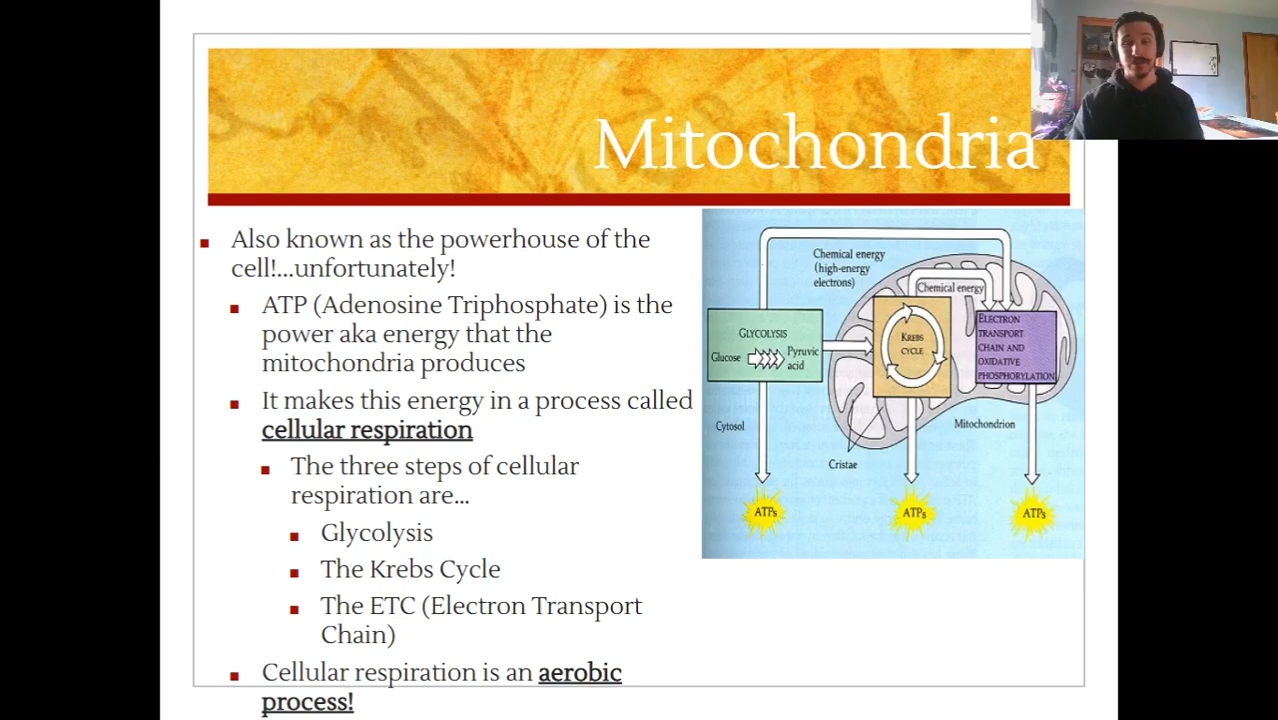 Mitochondria
Also known as the powerhouse of the
cell!...unfortunately!
ATP (Adenosine Triphosphate) is the
power aka energy that the
mitochondria produces
It makes this energy in a process called
cellular respiration
The three steps of cellular
respiration are...
Glycolysis
The Krebs Cycle
The ETC (Electron Transport
Chain)
Cellular respiration is an aerobic
process!
Chemical energy
(high-energy
electrons)
Chemical energy
GLYCOLYSIS
Glucose
Pyruvic
acid
KREBS
CYCLE
ELECTRON
TRANSPORT
CHAIN AND
OXIDATIVE
PHOSPHORYLATION
Cytosol
Mitochondrion
Cristae
ATPs
ATPs
ATPs